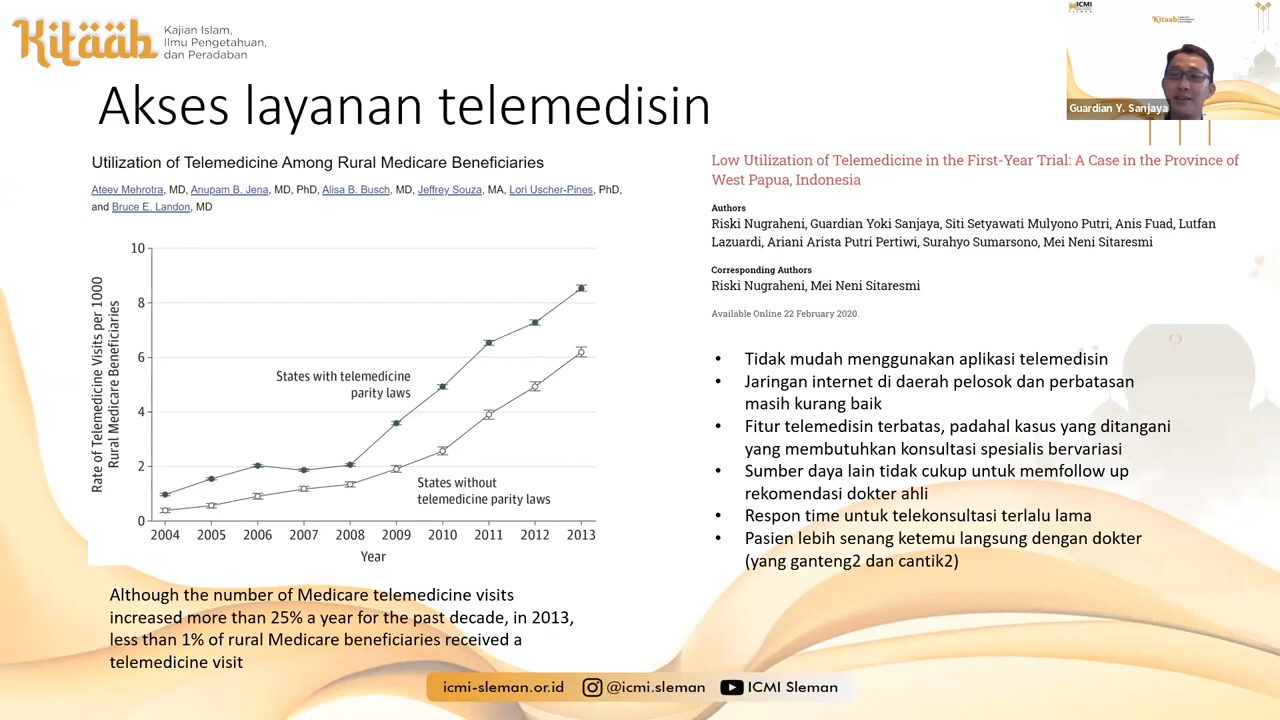 Kitääb
Kajian Islam,
Ilmu Pengetahuan,
dan Peradaban
ICMI
Kitaab
Guardian Y. Sanjaya
Akses layanan telemedisin
Utilization of Telemedicine Among Rural Medicare Beneficiaries
Ateev Mehrotra, MD, Anupam B. Jena, MD, PhD, Alisa B. Busch, MD, Jeffrey Souza, MA, Lori Uscher-Pines, PhD,
and Bruce E. Landon, MD
Rate of Telemedicine Visits per 1000
Rural Medicare Beneficiaries
10
8
6
4
2
0
States with telemedicine
parity laws
States without
telemedicine parity laws
2004 2005 2006 2007 2008 2009 2010 2011 2012 2013
Year
Although the number of Medicare telemedicine visits
increased more than 25% a year for the past decade, in 2013,
less than 1% of rural Medicare beneficiaries received a
telemedicine visit
Low Utilization of Telemedicine in the First-Year Trial: A Case in the Province of
West Papua, Indonesia
Authors
Riski Nugraheni, Guardian Yoki Sanjaya, Siti Setyawati Mulyono Putri, Anis Fuad, Lutfan
Lazuardi, Ariani Arista Putri Pertiwi, Surahyo Sumarsono, Mei Neni Sitaresmi
Corresponding Authors
Riski Nugraheni, Mei Neni Sitaresmi
Available Online 22 February 2020.
• Tidak mudah menggunakan aplikasi telemedisin
• Jaringan internet di daerah pelosok dan perbatasan
masih kurang baik
• Fitur telemedisin terbatas, padahal kasus yang ditangani
yang membutuhkan konsultasi spesialis bervariasi
• Sumber daya lain tidak cukup untuk memfollow up
rekomendasi dokter ahli
• Respon time untuk telekonsultasi terlalu lama
• Pasien lebih senang ketemu langsung dengan dokter
(yang ganteng2 dan cantik2)
icmi-sleman.or.id @icmi.sleman ICMI Sleman